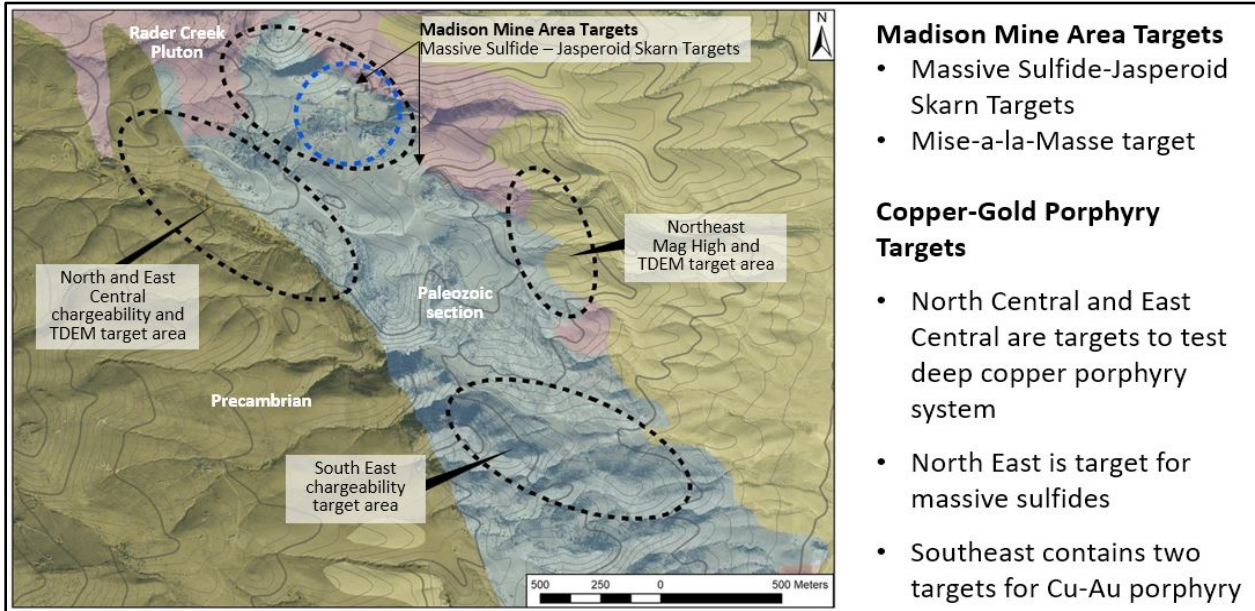 Rader Creek
Pluton
Madison Mine Area Targets
Massive Sulfide – Jasperoid Skarn Targets
N
North and East
Central
chargeability and
TDEM target area
Northeast
Mag High and
TDEM target area
Paleozoic
section
Precambrian
South East
chargeability
target area
500 250 0 500 Meters
Madison Mine Area Targets
• Massive Sulfide-Jasperoid
Skarn Targets
• Mise-a-la-Masse target
Copper-Gold Porphyry
Targets
• North Central and East
Central are targets to test
deep copper porphyry
system
• North East is target for
massive sulfides
• Southeast contains two
targets for Cu-Au porphyry